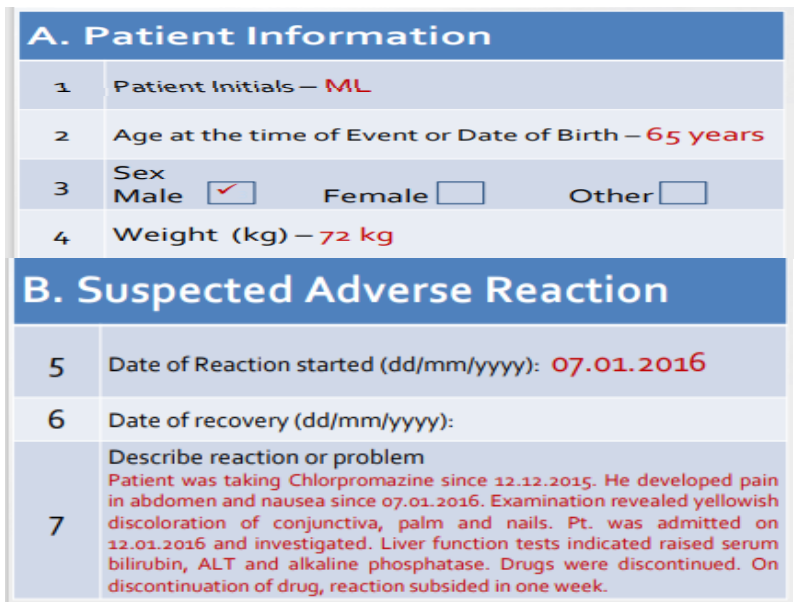 A. Patient Information
1 Patient Initials – ML
2 Age at the time of Event or Date of Birth – 65 years
3 Sex
Male ✓ Female Other
4 Weight (kg) – 72 kg
B. Suspected Adverse Reaction
5 Date of Reaction started (dd/mm/yyyy): 07.01.2016
6 Date of recovery (dd/mm/yyyy):
Describe reaction or problem
Patient was taking Chlorpromazine since 12.12.2015. He developed pain
in abdomen and nausea since 07.01.2016. Examination revealed yellowish
7 discoloration of conjunctiva, palm and nails. Pt. was admitted on
12.01.2016 and investigated. Liver function tests indicated raised serum
bilirubin, ALT and alkaline phosphatase. Drugs were discontinued. On
discontinuation of drug, reaction subsided in one week.